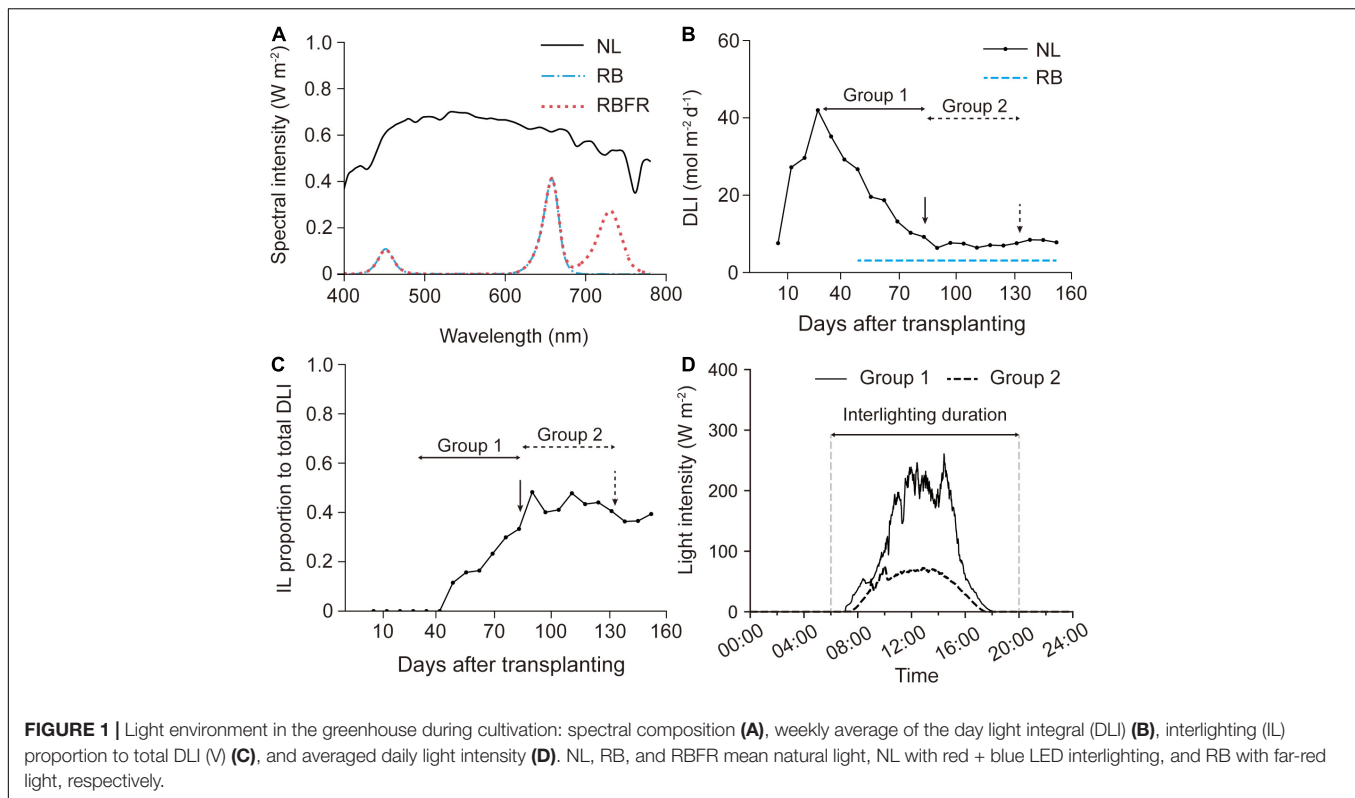 A
Spectral intensity (W m-2)
1.0
0.8
0.6
0.4
0.2
0
400
500
600
700
800
Wavelength (nm)
NL
RB
RBFR
B
DLI (mol m-2 d-1)
60
40
20
0
10
40
70
100
130
160
Days after transplanting
NL
RB
Group 1
Group 2
C
IL proportion to total DLI
1.0
0.8
0.6
0.4
0.2
0
10
40
70
100
130
160
Days after transplanting
Group 1
Group 2
D
Light intensity (W m-2)
400
300
200
100
0
00:00
04:00
08:00
12:00
16:00
20:00
24:00
Time
Group 1
Group 2
Interlighting duration
FIGURE 1 | Light environment in the greenhouse during cultivation: spectral composition (A), weekly average of the day light integral (DLI) (B), interlighting (IL)
proportion to total DLI (V) (C), and averaged daily light intensity (D). NL, RB, and RBFR mean natural light, NL with red + blue LED interlighting, and RB with far-red
light, respectively.